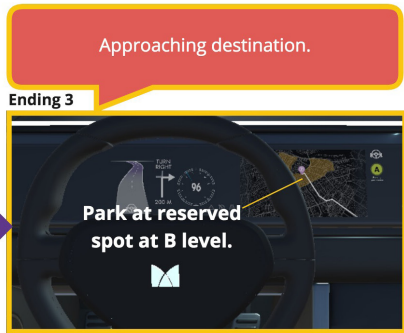 Approaching destination.
Ending 3
TURN
RIGHT
96
200 M
A
Park at reserved
spot at B level.